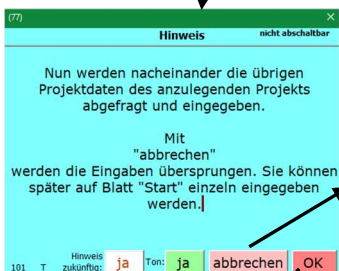 (77)
Hinweis nicht abschaltbar
Nun werden nacheinander die übrigen
Projektdaten des anzulegenden Projekts
abgefragt und eingegeben.
Mit
"abbrechen"
werden die Eingaben übersprungen. Sie können
später auf Blatt "Start" einzeln eingegeben
werden.
Hinweis
101 T zukünftig: ja Ton: ja abbrechen OK